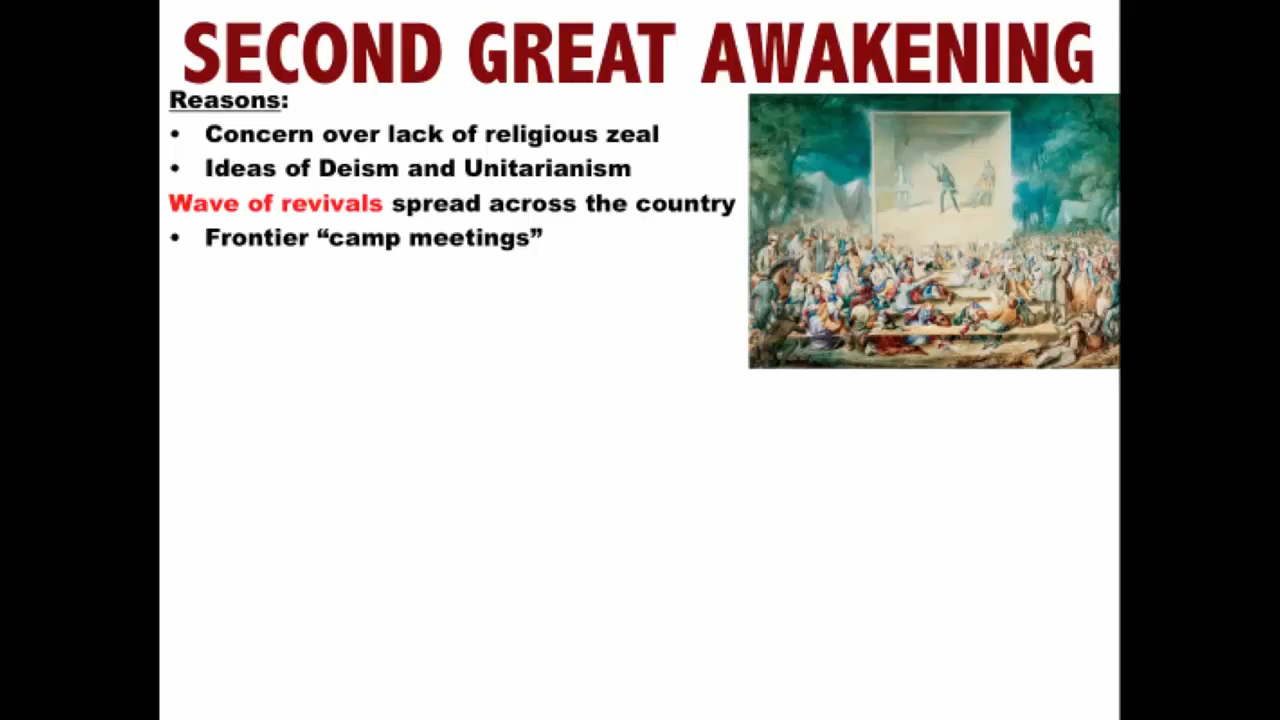 SECOND GREAT AWAKENING
Reasons:
• Concern over lack of religious zeal
• Ideas of Deism and Unitarianism
Wave of revivals spread across the country
• Frontier “camp meetings”